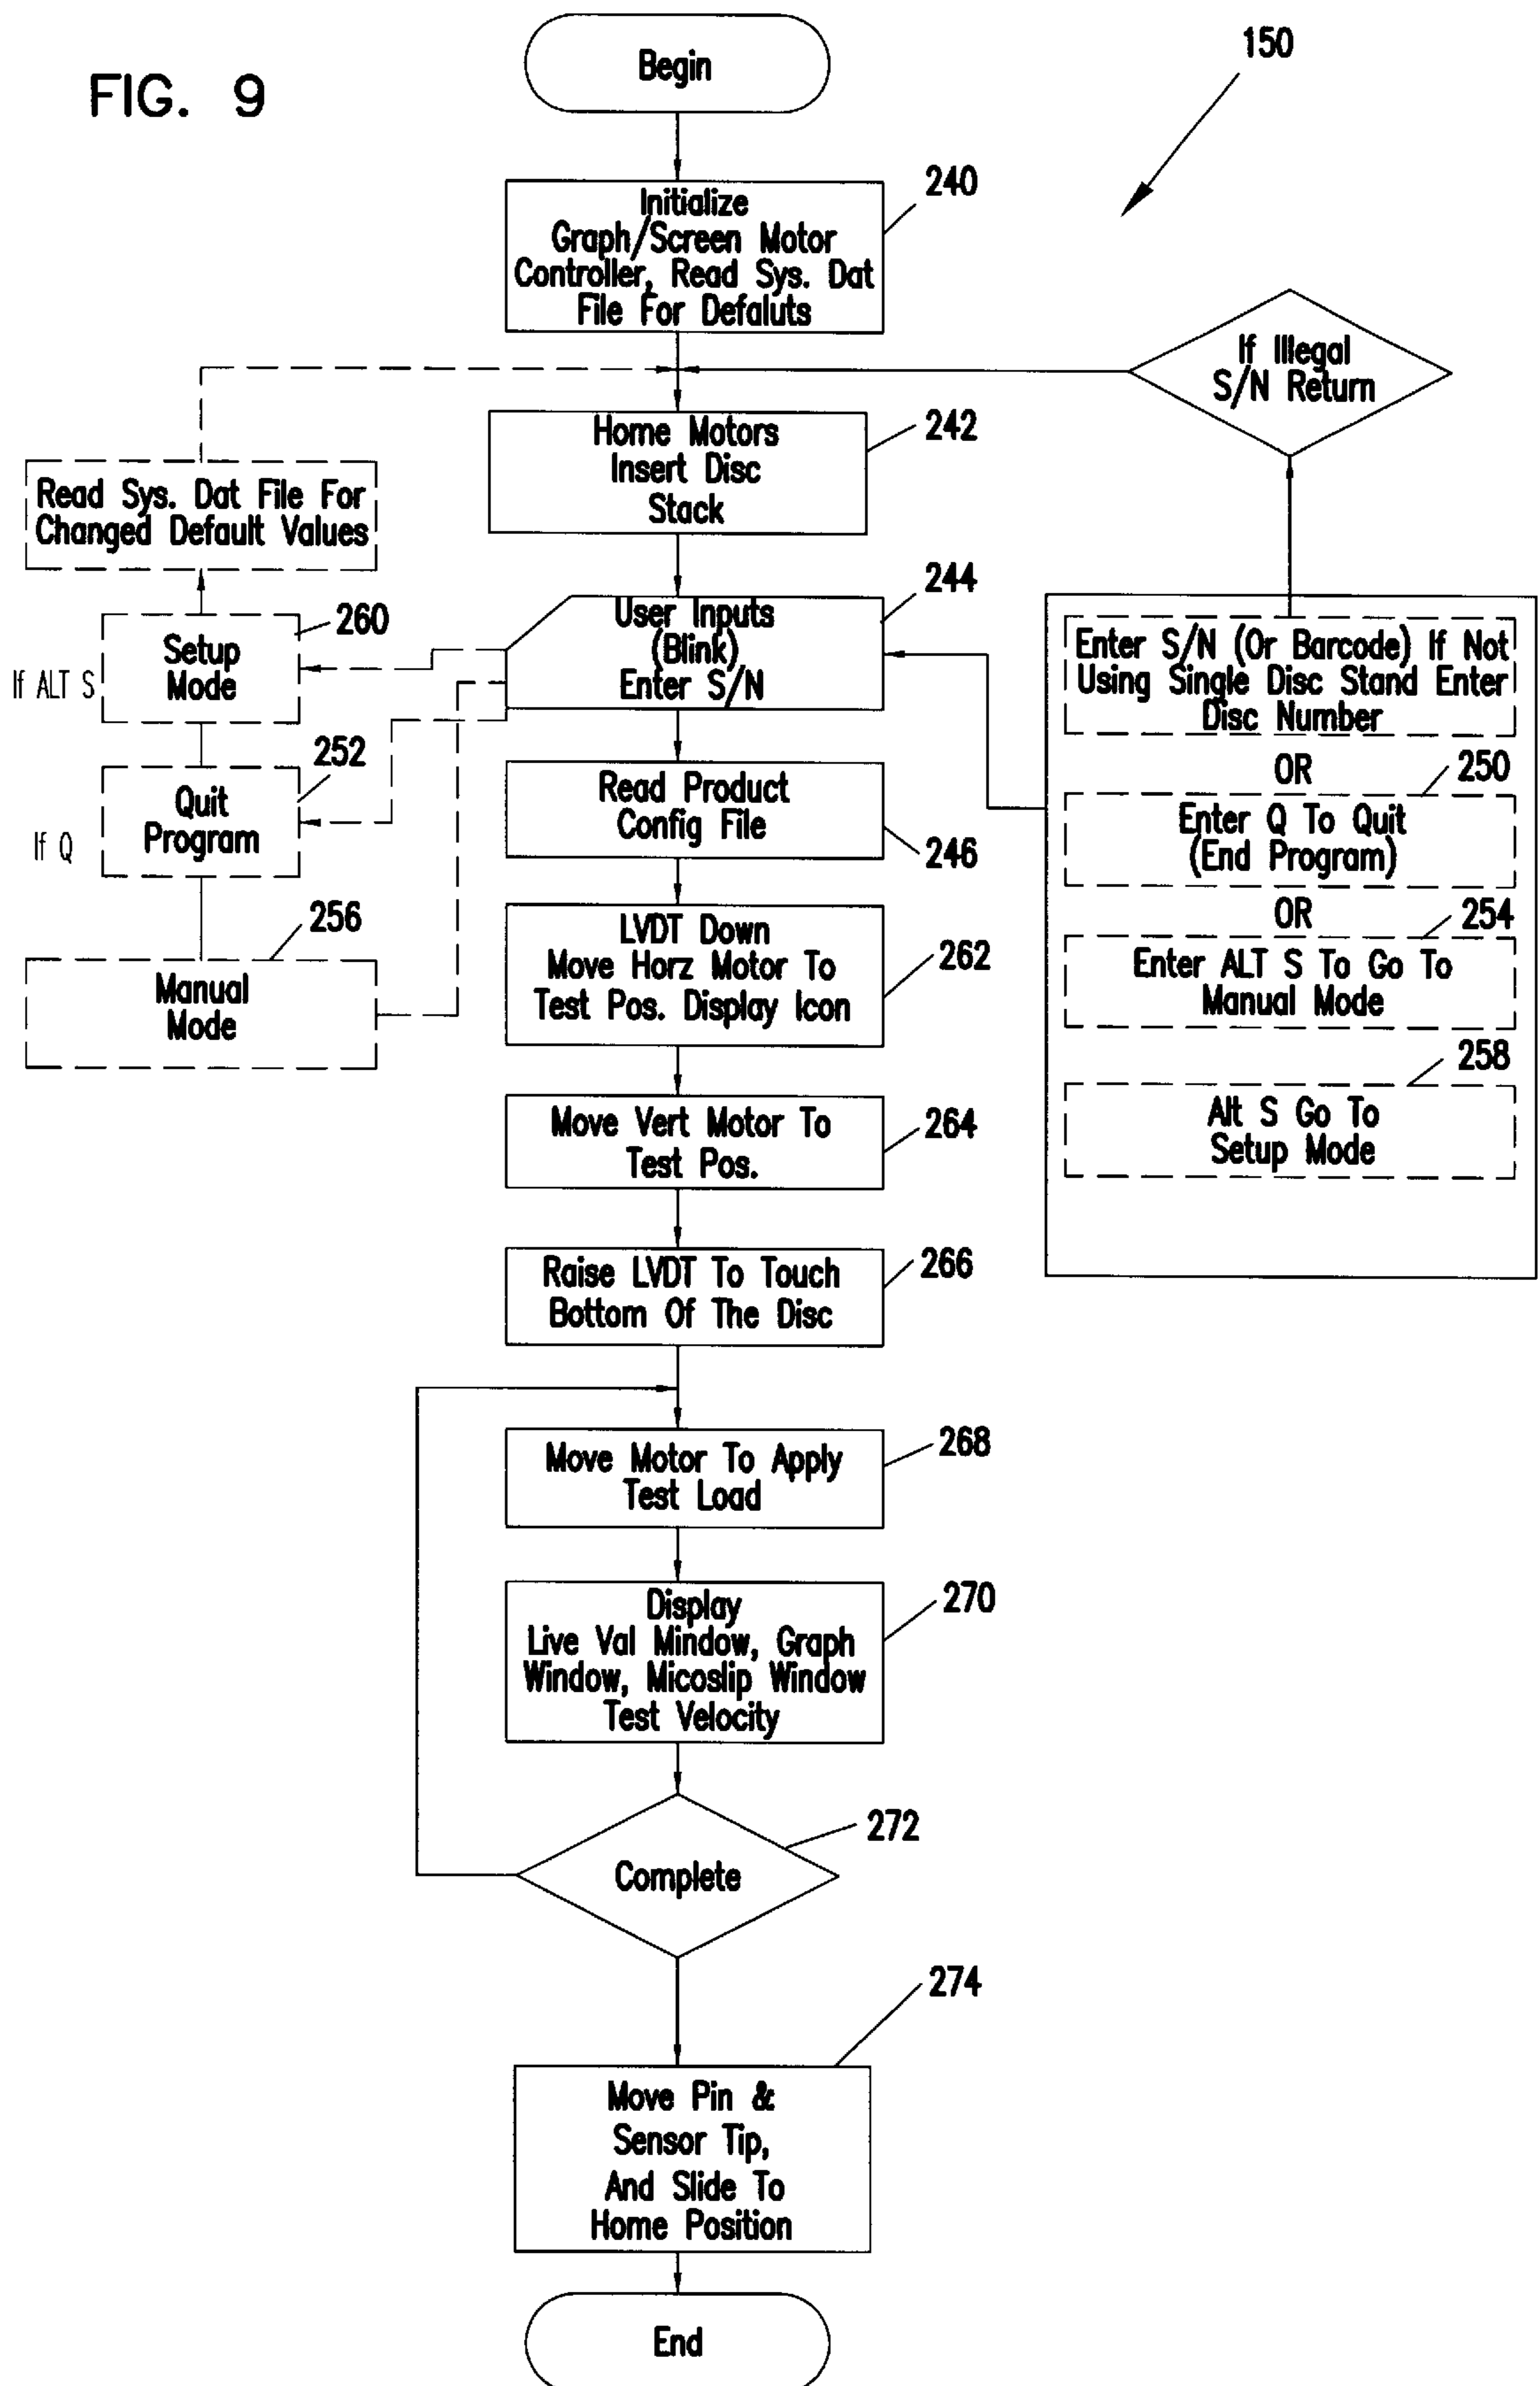 FIG. 9
150
Begin
240
Initialize
Graph/Screen Motor
Controller, Read Sys. Dat
File For Defaluts
If Illegal
S/N Return
242
Home Motors
Insert Disc
Stack
Read Sys. Dat File For
Changed Default Values
244
User Inputs
(Blink)
Enter S/N
260
Setup
Mode
If ALT S
Enter S/N (Or Barcode) If Not
Using Single Disc Stand Enter
Disc Number
OR
250
Enter Q To Quit
(End Program)
OR
254
Enter ALT S To Go To
Manual Mode
258
Alt S Go To
Setup Mode
252
Quit
Program
If Q
Read Product
Config File
246
256
Manual
Mode
LVDT Down
Move Horz Motor To
Test Pos. Display Icon
262
Move Vert Motor To
Test Pos.
264
Raise LVDT To Touch
Bottom Of The Disc
266
Move Motor To Apply
Test Load
268
Display
Live Val Mindow, Graph
Window, Micoslip Window
Test Velocity
270
272
Complete
274
Move Pin &
Sensor Tip,
And Slide To
Home Position
End